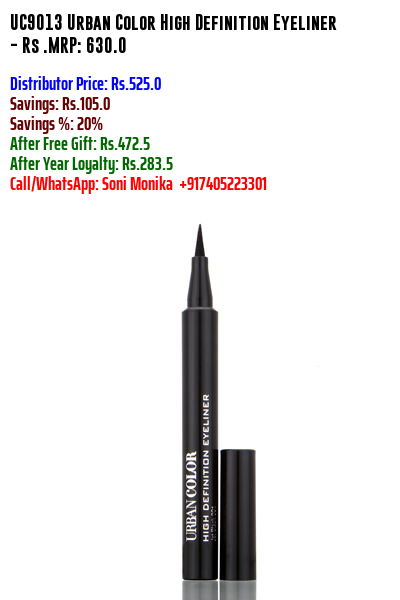 UC9013 Urban Color High Definition Eyeliner
- Rs .MRP: 630.0
Distributor Price: Rs.525.0
Savings: Rs.105.0
Savings %: 20%
After Free Gift: Rs.472.5
After Year Loyalty: Rs.283.5
Call/WhatsApp: Soni Monika +917405223301
URBAN COLOR
HIGH DEFINITION EYELINER